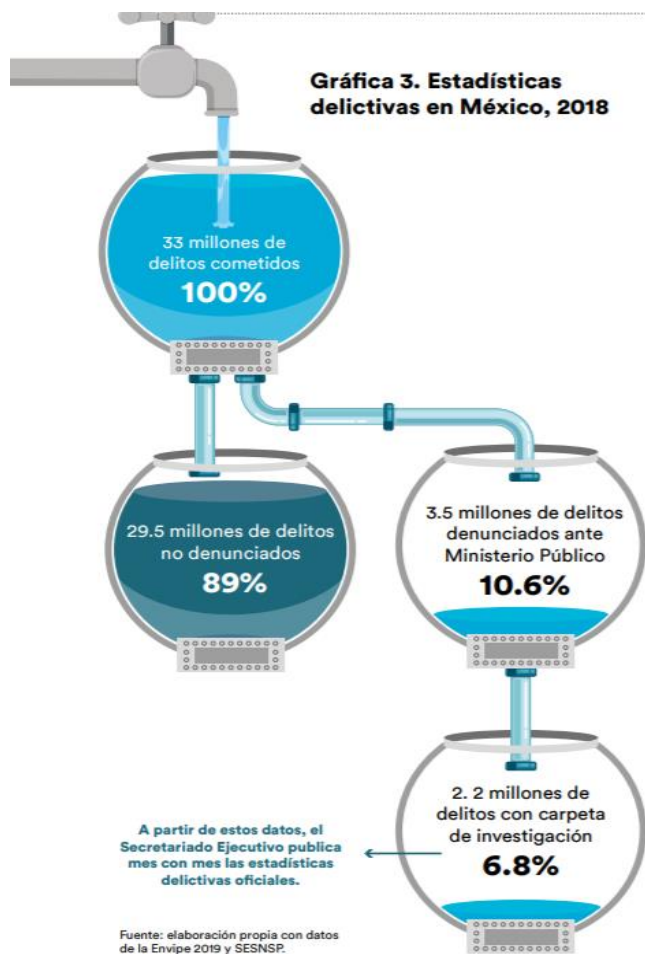 Gráfica 3. Estadísticas
delictivas en México, 2018
33 millones de
delitos cometidos
100%
29.5 millones de delitos
no denunciados
89%
3.5 millones de delitos
denunciados ante
Ministerio Público
10.6%
2. 2 millones de
delitos con carpeta
de investigación
6.8%
A partir de estos datos, el
Secretariado Ejecutivo publica
mes con mes las estadísticas
delictivas oficiales.
Fuente: elaboración propia con datos
de la Envipe 2019 y SESNSP.